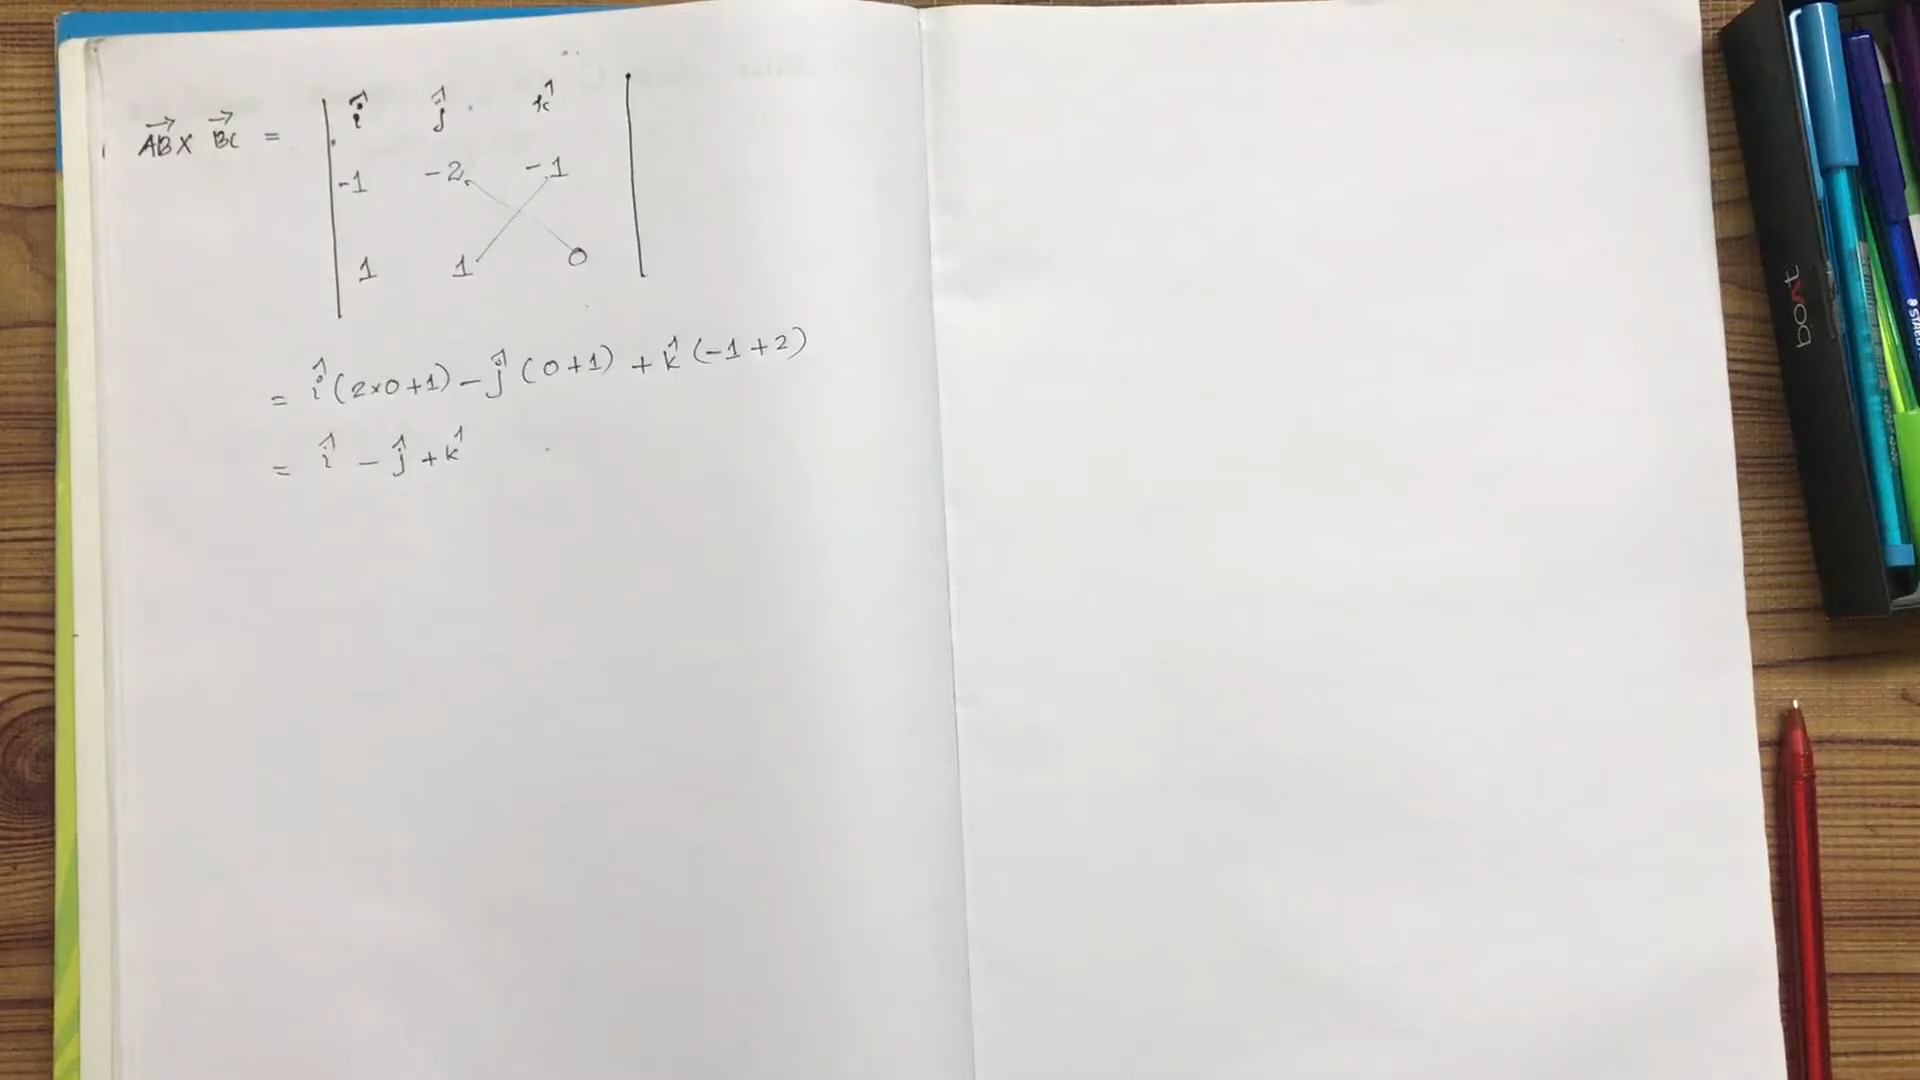 AB⃗ × BC⃗ = | î ĵ k̂ |
-1 -2 -1
1 1 0
= î (2×0+1) - ĵ (0+1) + k̂ (-1+2)
= î - ĵ + k̂
boAt